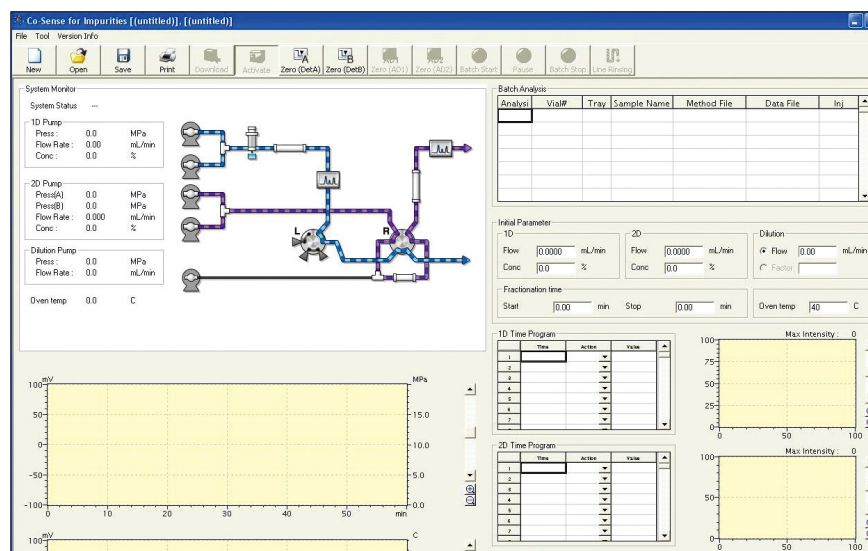 Co-Sense for Impurities [(untitled)], [(untitled)]
File Tool Version Info
New Open Save Print Download Activate Zero (DetA) Zero (DetB) Zero (AD1) Zero (AD2) Batch Start Pause Batch Stop Line Rinsing
System Monitor
System Status ---
1D Pump
Press : 0.0 MPa
Flow Rate : 0.00 mL/min
Conc : 0.0 %
2D Pump
Press(A) 0.0 MPa
Press(B) 0.0 MPa
Flow Rate : 0.000 mL/min
Conc : 0.0 %
Dilution Pump
Press : 0.0 MPa
Flow Rate : 0.0 mL/min
Oven temp 0.0 C
L R
Batch Analysis
Analysi Vial# Tray Sample Name Method File Data File Inj
Initial Parameter
1D
Flow 0.0000 mL/min
Conc 0.0 %
2D
Flow 0.0000 mL/min
Conc 0.0 %
Dilution
Flow 0.00 mL/min
Factor
Fractionation time
Start 0.00 min Stop 0.00 min
Oven temp 40 C
1D Time Program
Time Action Value
1
2
3
4
5
6
7
Max Intensity : 0
100
75
50
25
0 50 100
2D Time Program
Time Action Value
1
2
3
4
5
6
7
Max Intensity : 0
100
50
0
0 50 100
mV MPa
100
50 15.0
0 10.0
-50 5.0
-100 0.0
0 10 20 30 40 50 min
mV C
100